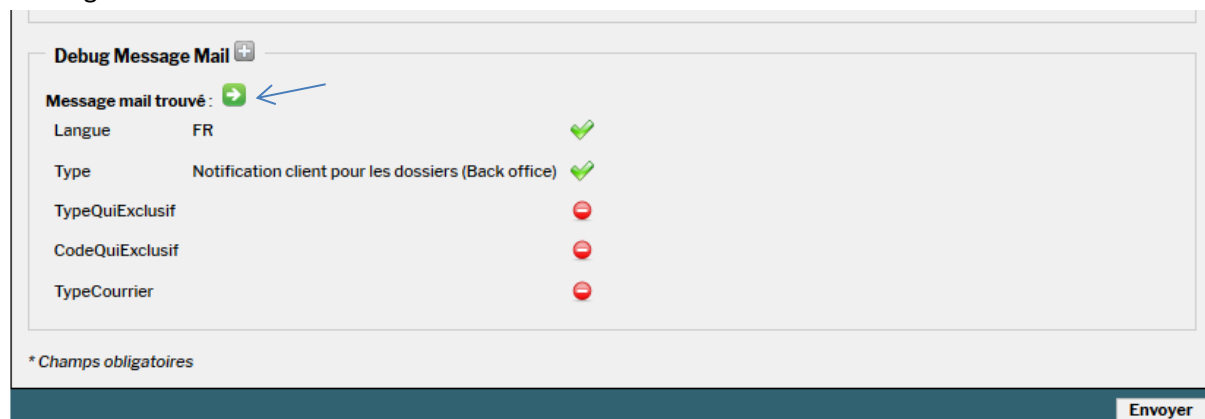 Debug Message Mail
Message mail trouvé :
Langue FR
Type Notification client pour les dossiers (Back office)
TypeQuiExclusif
CodeQuiExclusif
TypeCourrier
* Champs obligatoires
Envoyer